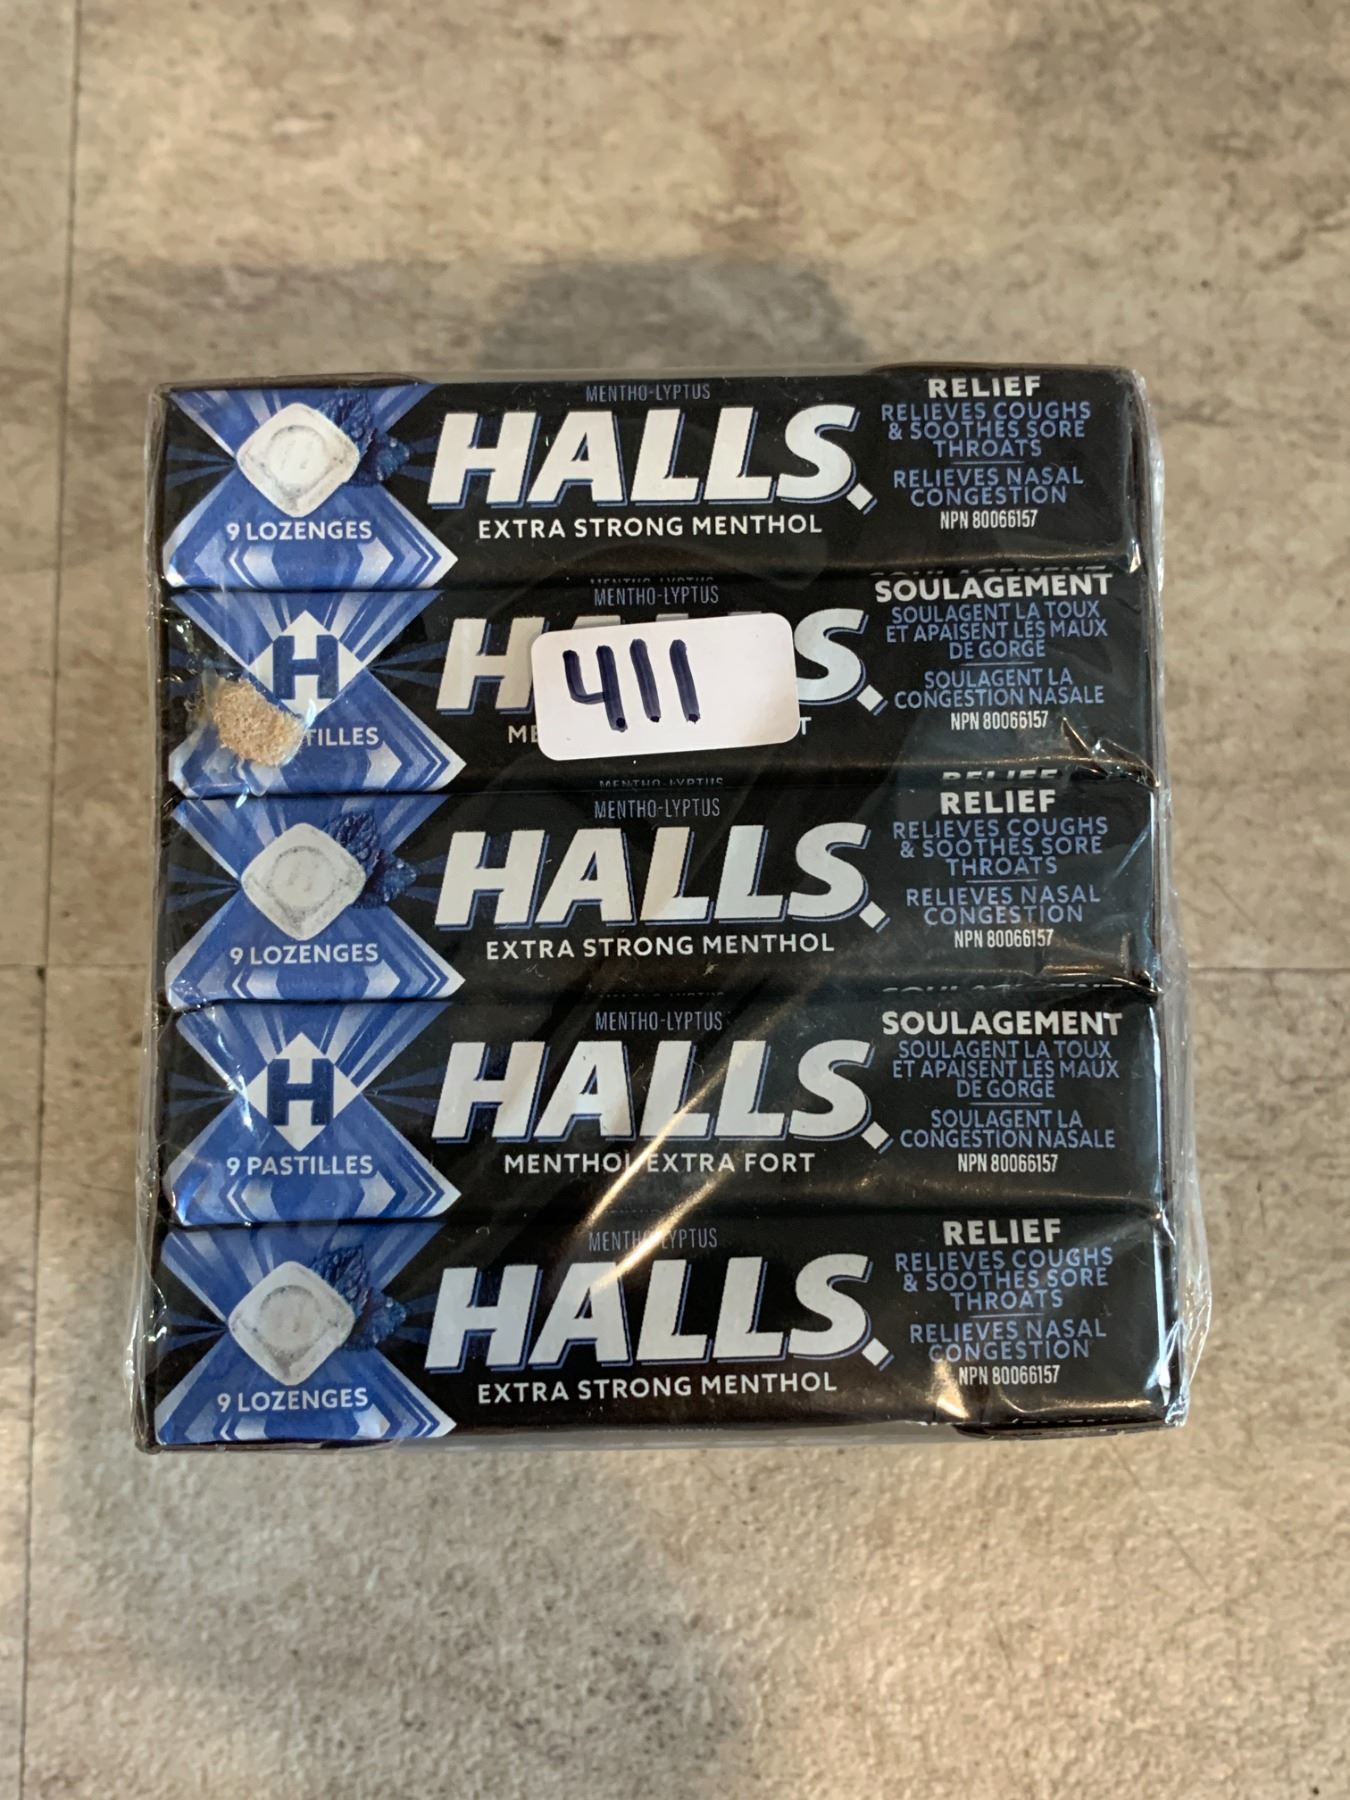 MENTHO-LYPTUS
HALLS
EXTRA STRONG MENTHOL
9 LOZENGES
RELIEF
RELIEVES COUGHS
& SOOTHES SORE
THROATS
RELIEVES NASAL
CONGESTION
NPN 80066157
MENTHO-LYPTUS
411
SOULAGEMENT
SOULAGENT LA TOUX
ET APAISENT LES MAUX
DE GORGE
SOULAGENT LA
CONGESTION NASALE
NPN 80066157
MENTHO-LYPTUS
HALLS
EXTRA STRONG MENTHOL
9 LOZENGES
RELIEF
RELIEVES COUGHS
& SOOTHES SORE
THROATS
RELIEVES NASAL
CONGESTION
NPN 80066157
MENTHO-LYPTUS
HALLS
MENTHOL EXTRA FORT
H
9 PASTILLES
SOULAGEMENT
SOULAGENT LA TOUX
ET APAISENT LES MAUX
DE GORGE
SOULAGENT LA
CONGESTION NASALE
NPN 80066157
MENTHO-LYPTUS
HALLS
EXTRA STRONG MENTHOL
9 LOZENGES
RELIEF
RELIEVES COUGHS
& SOOTHES SORE
THROATS
RELIEVES NASAL
CONGESTION
NPN 80066157